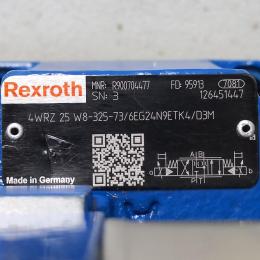 Rexroth
MNR: R900704477 FD: 95913 7081
SN: 3 126451447
4WRZ 25 W8-325-73/6EG24N9ETK4/D3M
Made in Germany
A B
P T